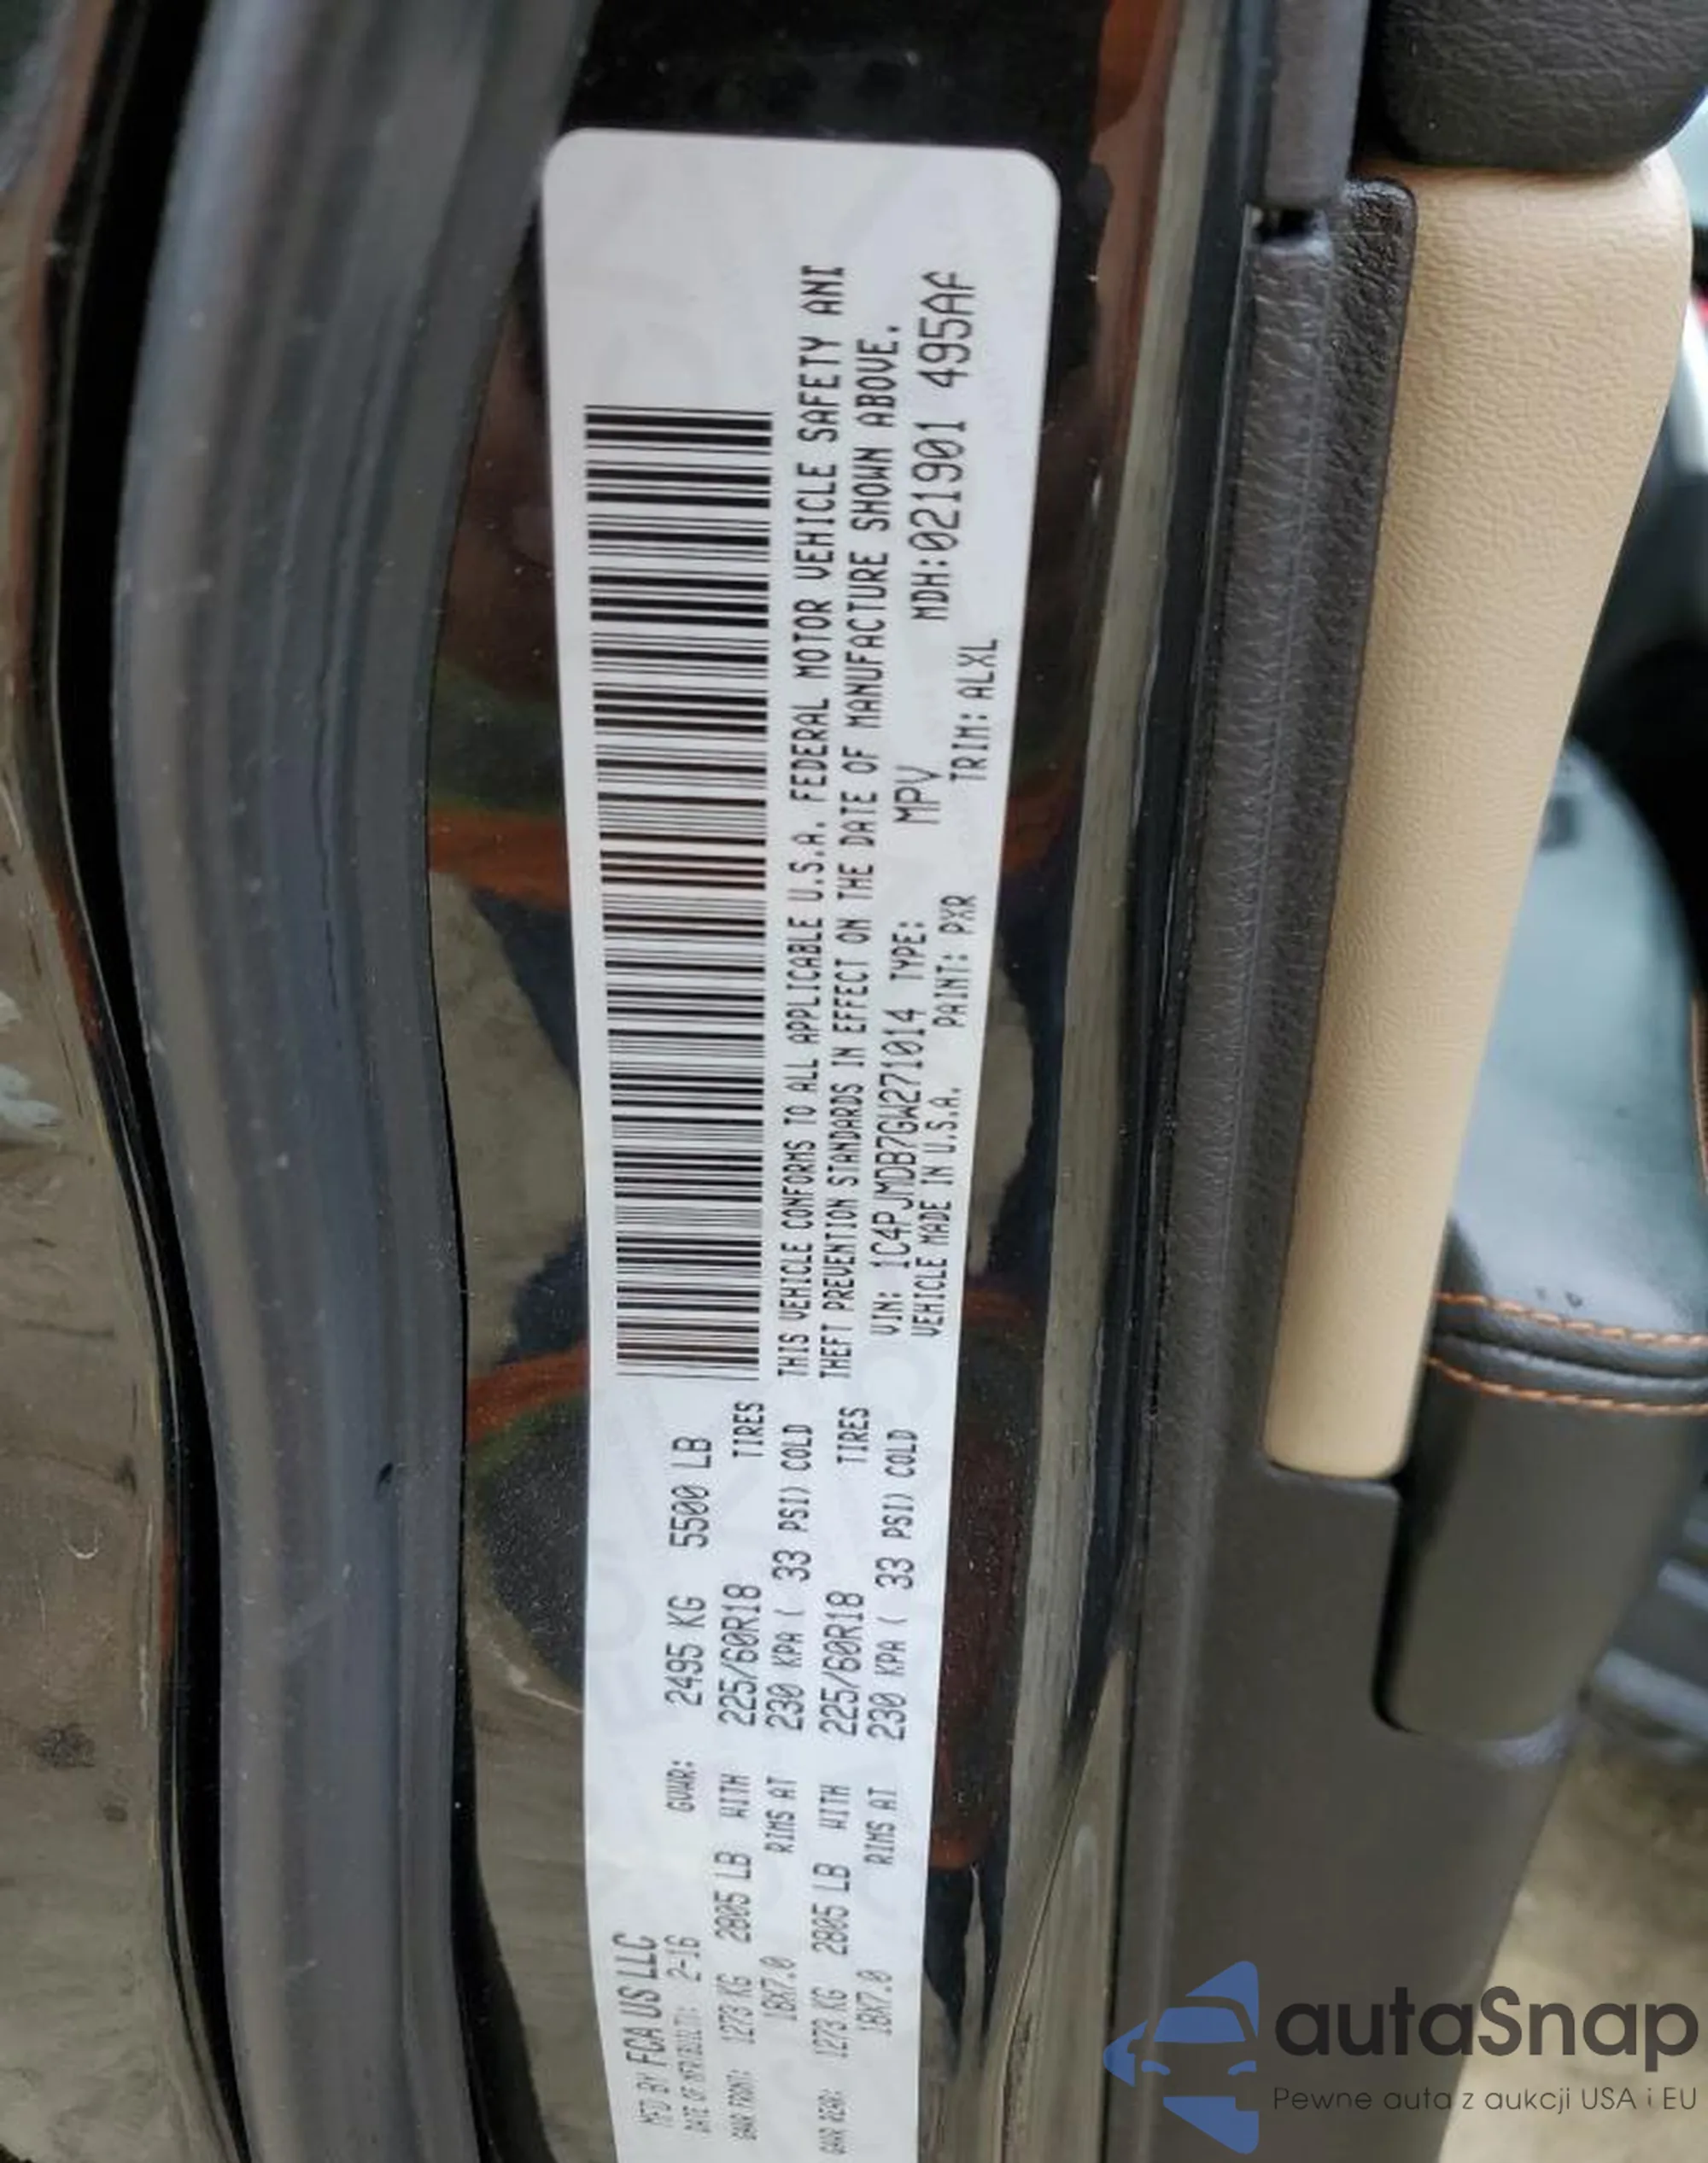 MFD BY FCA US LLC
DATE OF MFR/BUILT: 2-16 GVWR: 2495 KG 5500 LB
GAWR FRONT: 1273 KG 2805 LB WITH 225/60R18 TIRES
18X7.0 RIMS AT 230 KPA ( 33 PSI) COLD
GAWR REAR: 1273 KG 2805 LB WITH 225/60R18 TIRES
18X7.0 RIMS AT 230 KPA ( 33 PSI) COLD
THIS VEHICLE CONFORMS TO ALL APPLICABLE U.S.A. FEDERAL MOTOR VEHICLE SAFETY AND
THEFT PREVENTION STANDARDS IN EFFECT ON THE DATE OF MANUFACTURE SHOWN ABOVE.
VIN: 1C4PJMDB7GW271014 TYPE: MPV MDH:021901 495AF
VEHICLE MADE IN U.S.A. PAINT: PXR TRIM: ALXL
autaSnap
Pewne auta z aukcji USA i EU